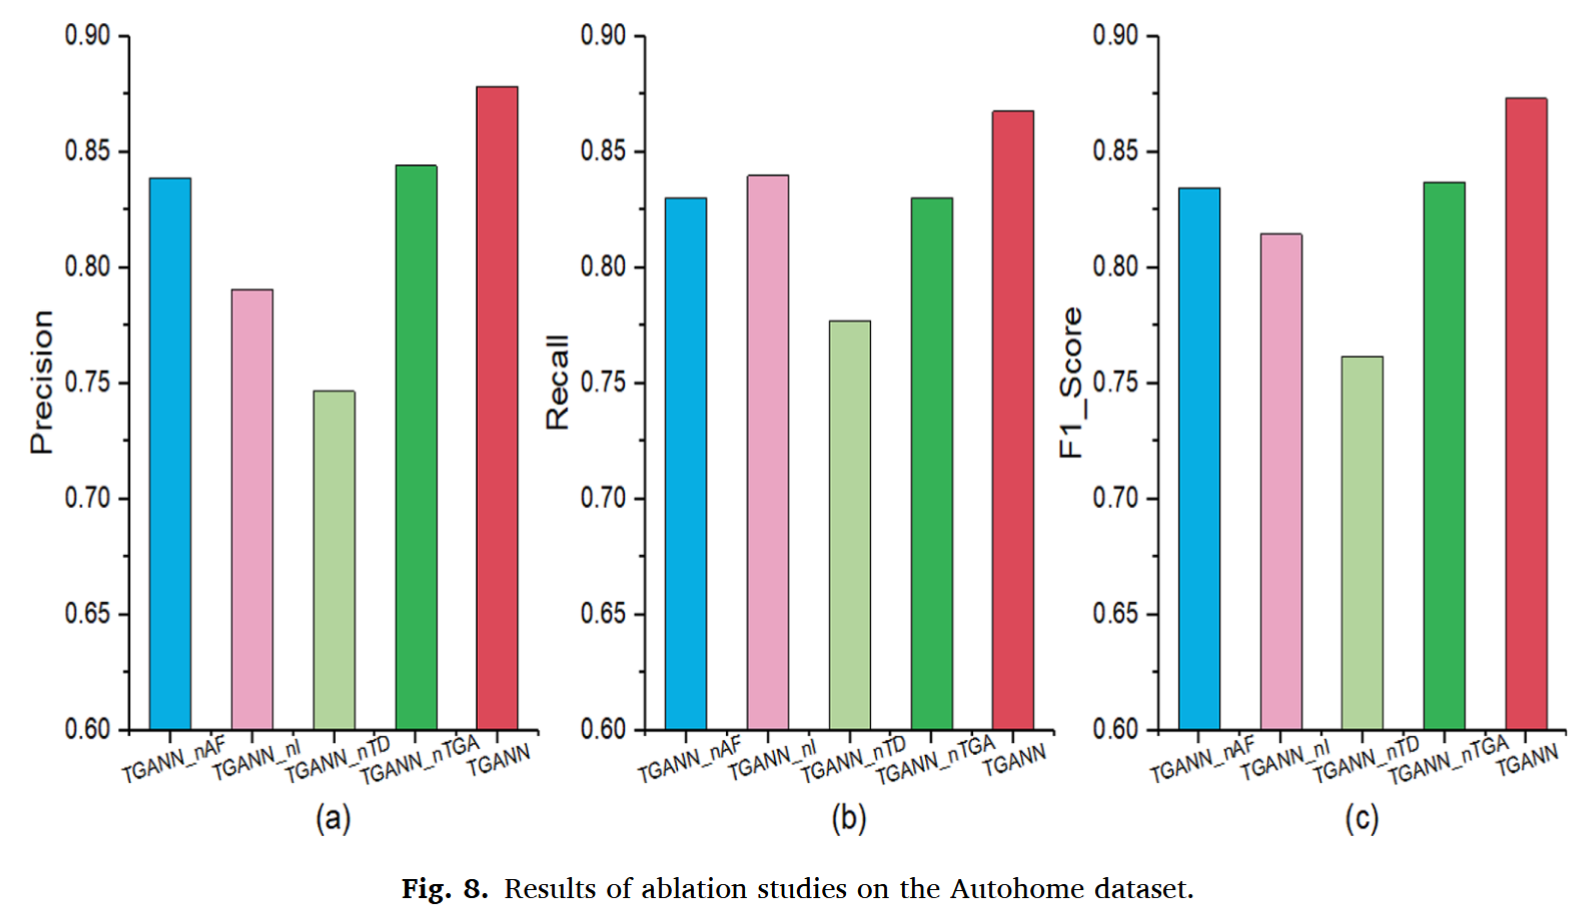 0.90
0.85
0.80
0.75
0.70
0.65
0.60
Precision
TGANN_nAF
TGANN_nI
TGANN_nTD
TGANN_nTGA
TGANN
(a)
0.90
0.85
0.80
0.75
0.70
0.65
0.60
Recall
TGANN_nAF
TGANN_nI
TGANN_nTD
TGANN_nTGA
TGANN
(b)
0.90
0.85
0.80
0.75
0.70
0.65
0.60
F1_Score
TGANN_nAF
TGANN_nI
TGANN_nTD
TGANN_nTGA
TGANN
(c)
Fig. 8. Results of ablation studies on the Autohome dataset.